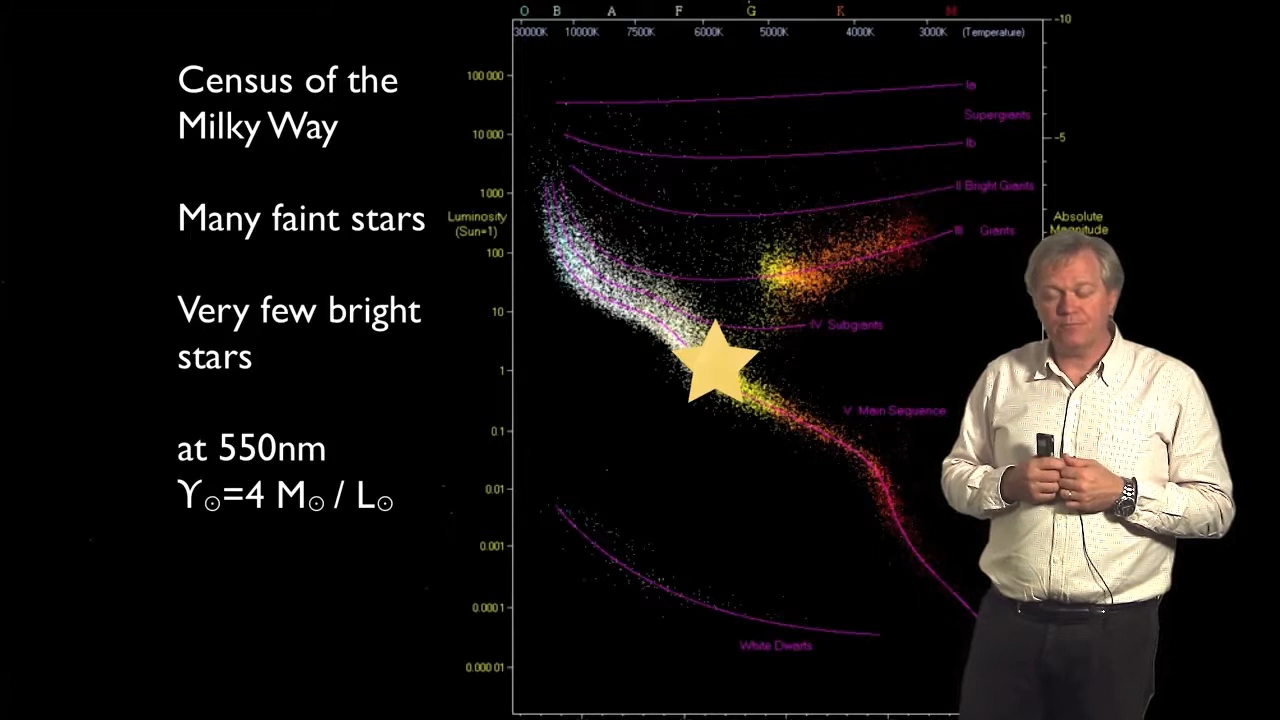 Census of the
Milky Way
Many faint stars
Very few bright
stars
at 550nm
ϒ☉=4 M☉ / L☉
O B A F G K M
30000K 10000K 7500K 6000K 5000K 4000K 3000K (Temperature)
-10
100 000
Ia
Supergiants
10 000
-5
Ib
1 000
II Bright Giants
Luminosity
(Sun=1)
Absolute
Magnitude
III Giants
100
10
IV Subgiants
1
V Main Sequence
0.1
0.01
0.001
0.0001
White Dwarfs
0.000 01